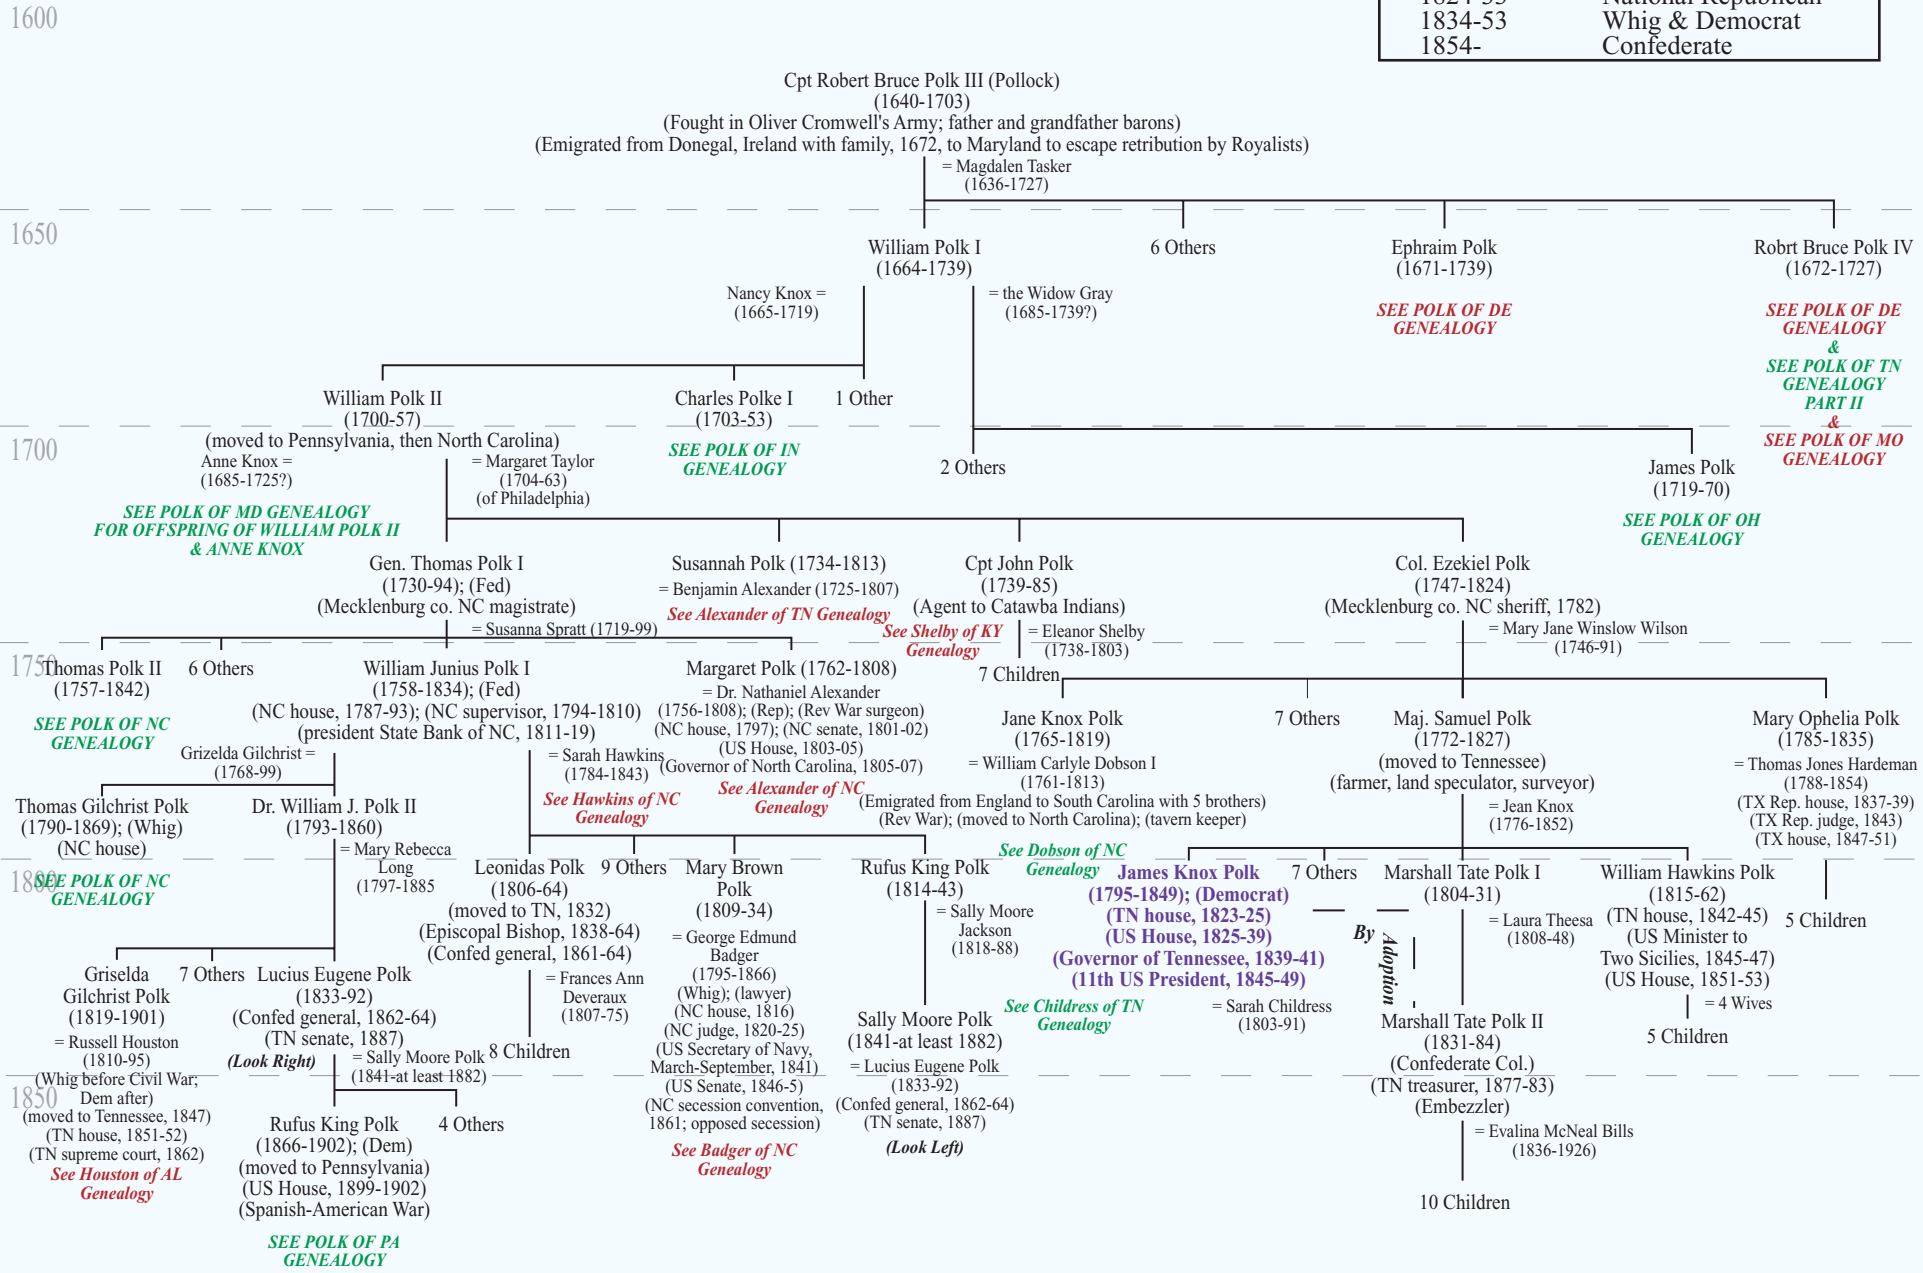 1600
1834-53 Whig & Democrat
1854- Confederate
Cpt Robert Bruce Polk III (Pollock)
(1640-1703)
(Fought in Oliver Cromwell's Army; father and grandfather barons)
(Emigrated from Donegal, Ireland with family, 1672, to Maryland to escape retribution by Royalists)
= Magdalen Tasker
(1636-1727)
1650
William Polk I
(1664-1739)
6 Others
Ephraim Polk
(1671-1739)
Robrt Bruce Polk IV
(1672-1727)
Nancy Knox =
(1665-1719)
= the Widow Gray
(1685-1739?)
SEE POLK OF DE
GENEALOGY
SEE POLK OF DE
GENEALOGY
&
SEE POLK OF TN
GENEALOGY
PART II
&
SEE POLK OF MO
GENEALOGY
William Polk II
(1700-57)
(moved to Pennsylvania, then North Carolina)
Charles Polke I
(1703-53)
1 Other
SEE POLK OF IN
GENEALOGY
1700
Anne Knox =
(1685-1725?)
= Margaret Taylor
(1704-63)
(of Philadelphia)
2 Others
James Polk
(1719-70)
SEE POLK OF MD GENEALOGY
FOR OFFSPRING OF WILLIAM POLK II
& ANNE KNOX
SEE POLK OF OH
GENEALOGY
Gen. Thomas Polk I
(1730-94); (Fed)
(Mecklenburg co. NC magistrate)
= Susanna Spratt (1719-99)
Susannah Polk (1734-1813)
= Benjamin Alexander (1725-1807)
See Alexander of TN Genealogy
Cpt John Polk
(1739-85)
(Agent to Catawba Indians)
See Shelby of KY
Genealogy
= Eleanor Shelby
(1738-1803)
7 Children
Col. Ezekiel Polk
(1747-1824)
(Mecklenburg co. NC sheriff, 1782)
= Mary Jane Winslow Wilson
(1746-91)
1750
Thomas Polk II
(1757-1842)
SEE POLK OF NC
GENEALOGY
6 Others
William Junius Polk I
(1758-1834); (Fed)
(NC house, 1787-93); (NC supervisor, 1794-1810)
(president State Bank of NC, 1811-19)
Margaret Polk (1762-1808)
= Dr. Nathaniel Alexander
(1756-1808); (Rep); (Rev War surgeon)
(NC house, 1797); (NC senate, 1801-02)
(US House, 1803-05)
(Governor of North Carolina, 1805-07)
See Alexander of NC
Genealogy
Jane Knox Polk
(1765-1819)
= William Carlyle Dobson I
(1761-1813)
(Emigrated from England to South Carolina with 5 brothers)
(Rev War); (moved to North Carolina); (tavern keeper)
See Dobson of NC
Genealogy
7 Others
Maj. Samuel Polk
(1772-1827)
(moved to Tennessee)
(farmer, land speculator, surveyor)
= Jean Knox
(1776-1852)
Mary Ophelia Polk
(1785-1835)
= Thomas Jones Hardeman
(1788-1854)
(TX Rep. house, 1837-39)
(TX Rep. judge, 1843)
(TX house, 1847-51)
5 Children
Grizelda Gilchrist =
(1768-99)
= Sarah Hawkins
(1784-1843)
See Hawkins of NC
Genealogy
Thomas Gilchrist Polk
(1790-1869); (Whig)
(NC house)
1800
SEE POLK OF NC
GENEALOGY
Dr. William J. Polk II
(1793-1860)
= Mary Rebecca
Long
(1797-1885
Leonidas Polk
(1806-64)
(moved to TN, 1832)
(Episcopal Bishop, 1838-64)
(Confed general, 1861-64)
= Frances Ann
Deveraux
(1807-75)
8 Children
9 Others
Mary Brown
Polk
(1809-34)
= George Edmund
Badger
(1795-1866)
(Whig); (lawyer)
(NC house, 1816)
(NC judge, 1820-25)
(US Secretary of Navy,
March-September, 1841)
(US Senate, 1846-5)
(NC secession convention,
1861; opposed secession)
See Badger of NC
Genealogy
Rufus King Polk
(1814-43)
= Sally Moore
Jackson
(1818-88)
Sally Moore Polk
(1841-at least 1882)
= Lucius Eugene Polk
(1833-92)
(Confed general, 1862-64)
(TN senate, 1887)
(Look Left)
James Knox Polk
(1795-1849); (Democrat)
(TN house, 1823-25)
(US House, 1825-39)
(Governor of Tennessee, 1839-41)
(11th US President, 1845-49)
See Childress of TN
Genealogy
= Sarah Childress
(1803-91)
7 Others
By
Adoption
Marshall Tate Polk I
(1804-31)
= Laura Theesa
(1808-48)
Marshall Tate Polk II
(1831-84)
(Confederate Col.)
(TN treasurer, 1877-83)
(Embezzler)
= Evalina McNeal Bills
(1836-1926)
10 Children
William Hawkins Polk
(1815-62)
(TN house, 1842-45)
(US Minister to
Two Sicilies, 1845-47)
(US House, 1851-53)
= 4 Wives
5 Children
Griselda
Gilchrist Polk
(1819-1901)
= Russell Houston
(1810-95)
(Whig before Civil War;
Dem after)
1850
(moved to Tennessee, 1847)
(TN house, 1851-52)
(TN supreme court, 1862)
See Houston of AL
Genealogy
7 Others
Lucius Eugene Polk
(1833-92)
(Confed general, 1862-64)
(TN senate, 1887)
(Look Right)
= Sally Moore Polk
(1841-at least 1882)
Rufus King Polk
(1866-1902); (Dem)
(moved to Pennsylvania)
(US House, 1899-1902)
(Spanish-American War)
SEE POLK OF PA
GENEALOGY
4 Others